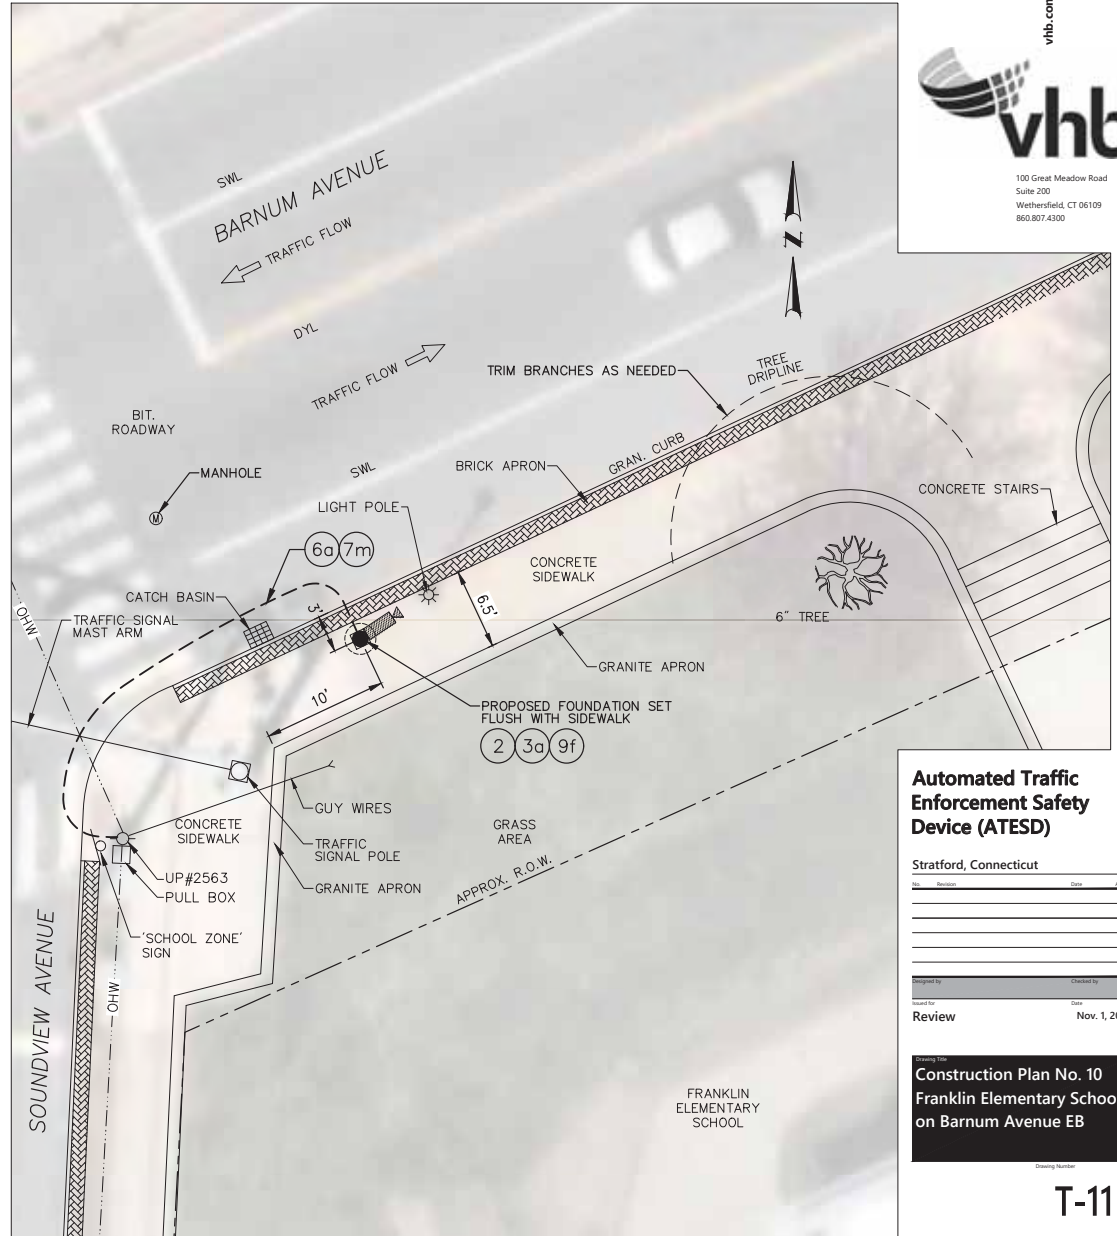 vhb.com
vhb
100 Great Meadow Road
Suite 200
Wethersfield, CT 06109
860.807.4300
SWL
BARNUM AVENUE
TRAFFIC FLOW
N
DYL
TRAFFIC FLOW
TRIM BRANCHES AS NEEDED
TREE
DRIPLINE
BIT.
ROADWAY
MANHOLE
M
SWL
BRICK APRON
GRAN. CURB
CONCRETE STAIRS
LIGHT POLE
6a 7m
CONCRETE
SIDEWALK
CATCH BASIN
3'
6.5'
OHW
TRAFFIC SIGNAL
MAST ARM
6" TREE
GRANITE APRON
10'
PROPOSED FOUNDATION SET
FLUSH WITH SIDEWALK
2 3a 9f
GUY WIRES
CONCRETE
SIDEWALK
GRASS
AREA
TRAFFIC
SIGNAL POLE
UP#2563
GRANITE APRON
PULL BOX
APPROX. R.O.W.
'SCHOOL ZONE'
SIGN
OHW
SOUNDVIEW AVENUE
FRANKLIN
ELEMENTARY
SCHOOL
Automated Traffic
Enforcement Safety
Device (ATESD)
Stratford, Connecticut
No. Revision Date
Designed by Checked by
Issued for Date
Review Nov. 1, 20
Drawing Title
Construction Plan No. 10
Franklin Elementary Schoo
on Barnum Avenue EB
Drawing Number
T-11